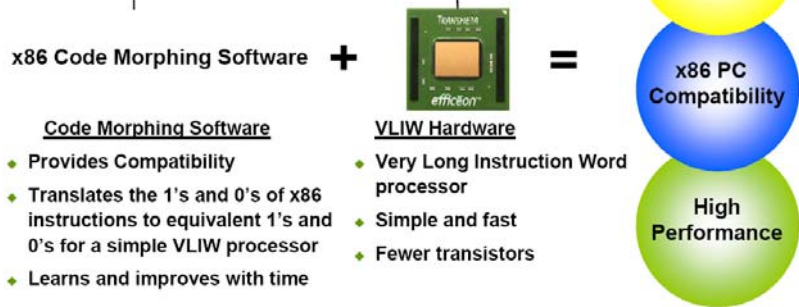 TRANSMETA
x86 Code Morphing Software + =
efficeon™
x86 PC
Compatibility
Code Morphing Software
Provides Compatibility
Translates the 1's and 0's of x86
instructions to equivalent 1's and
0's for a simple VLIW processor
Learns and improves with time
VLIW Hardware
Very Long Instruction Word
processor
Simple and fast
Fewer transistors
High
Performance